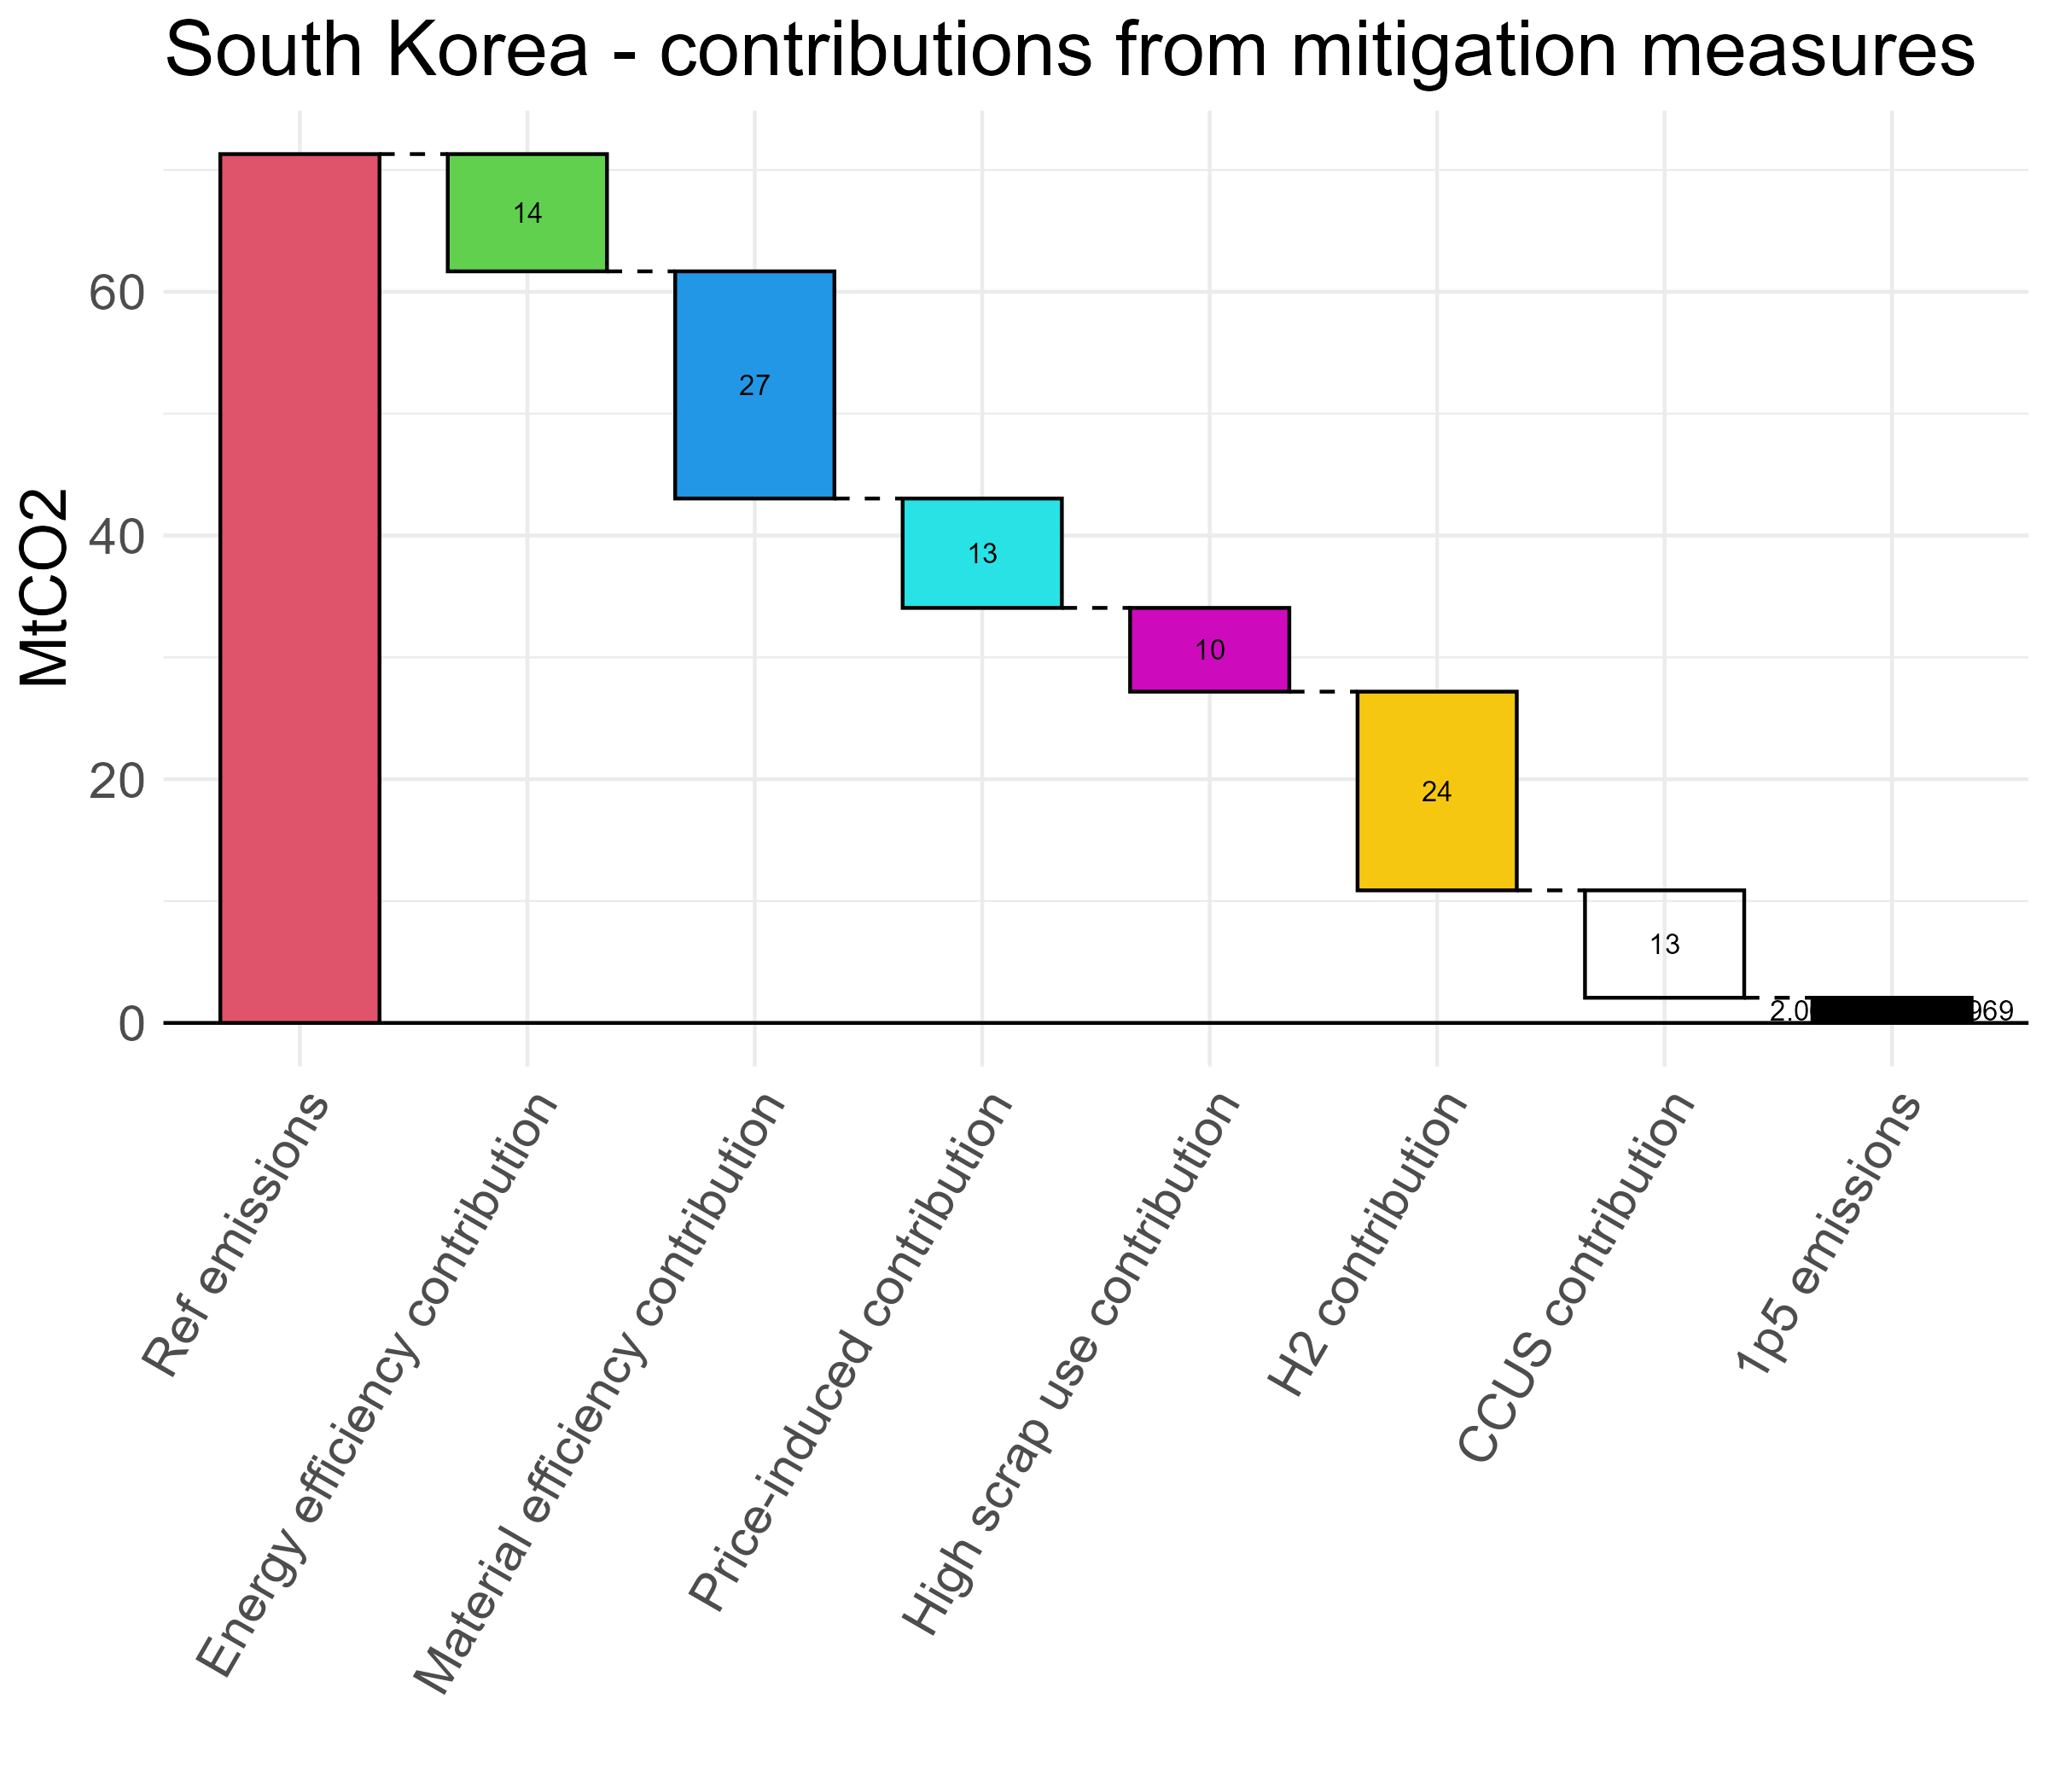 South Korea - contributions from mitigation measures
MtCO2
60
40
20
0
14
27
13
10
24
13
Ref emissions
Energy efficiency contribution
Material efficiency contribution
Price-induced contribution
High scrap use contribution
H2 contribution
CCUS contribution
1p5 emissions